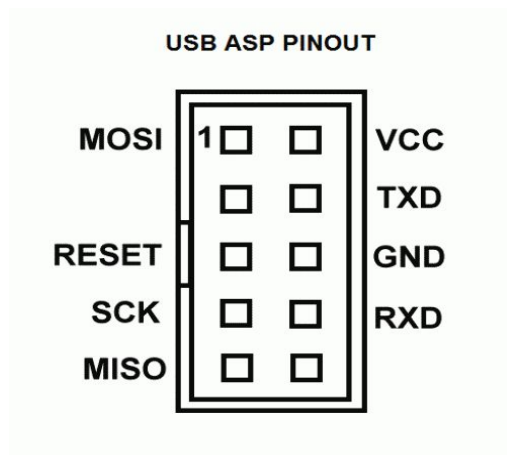 USB ASP PINOUT
MOSI 1 VCC
TXD
RESET GND
SCK RXD
MISO